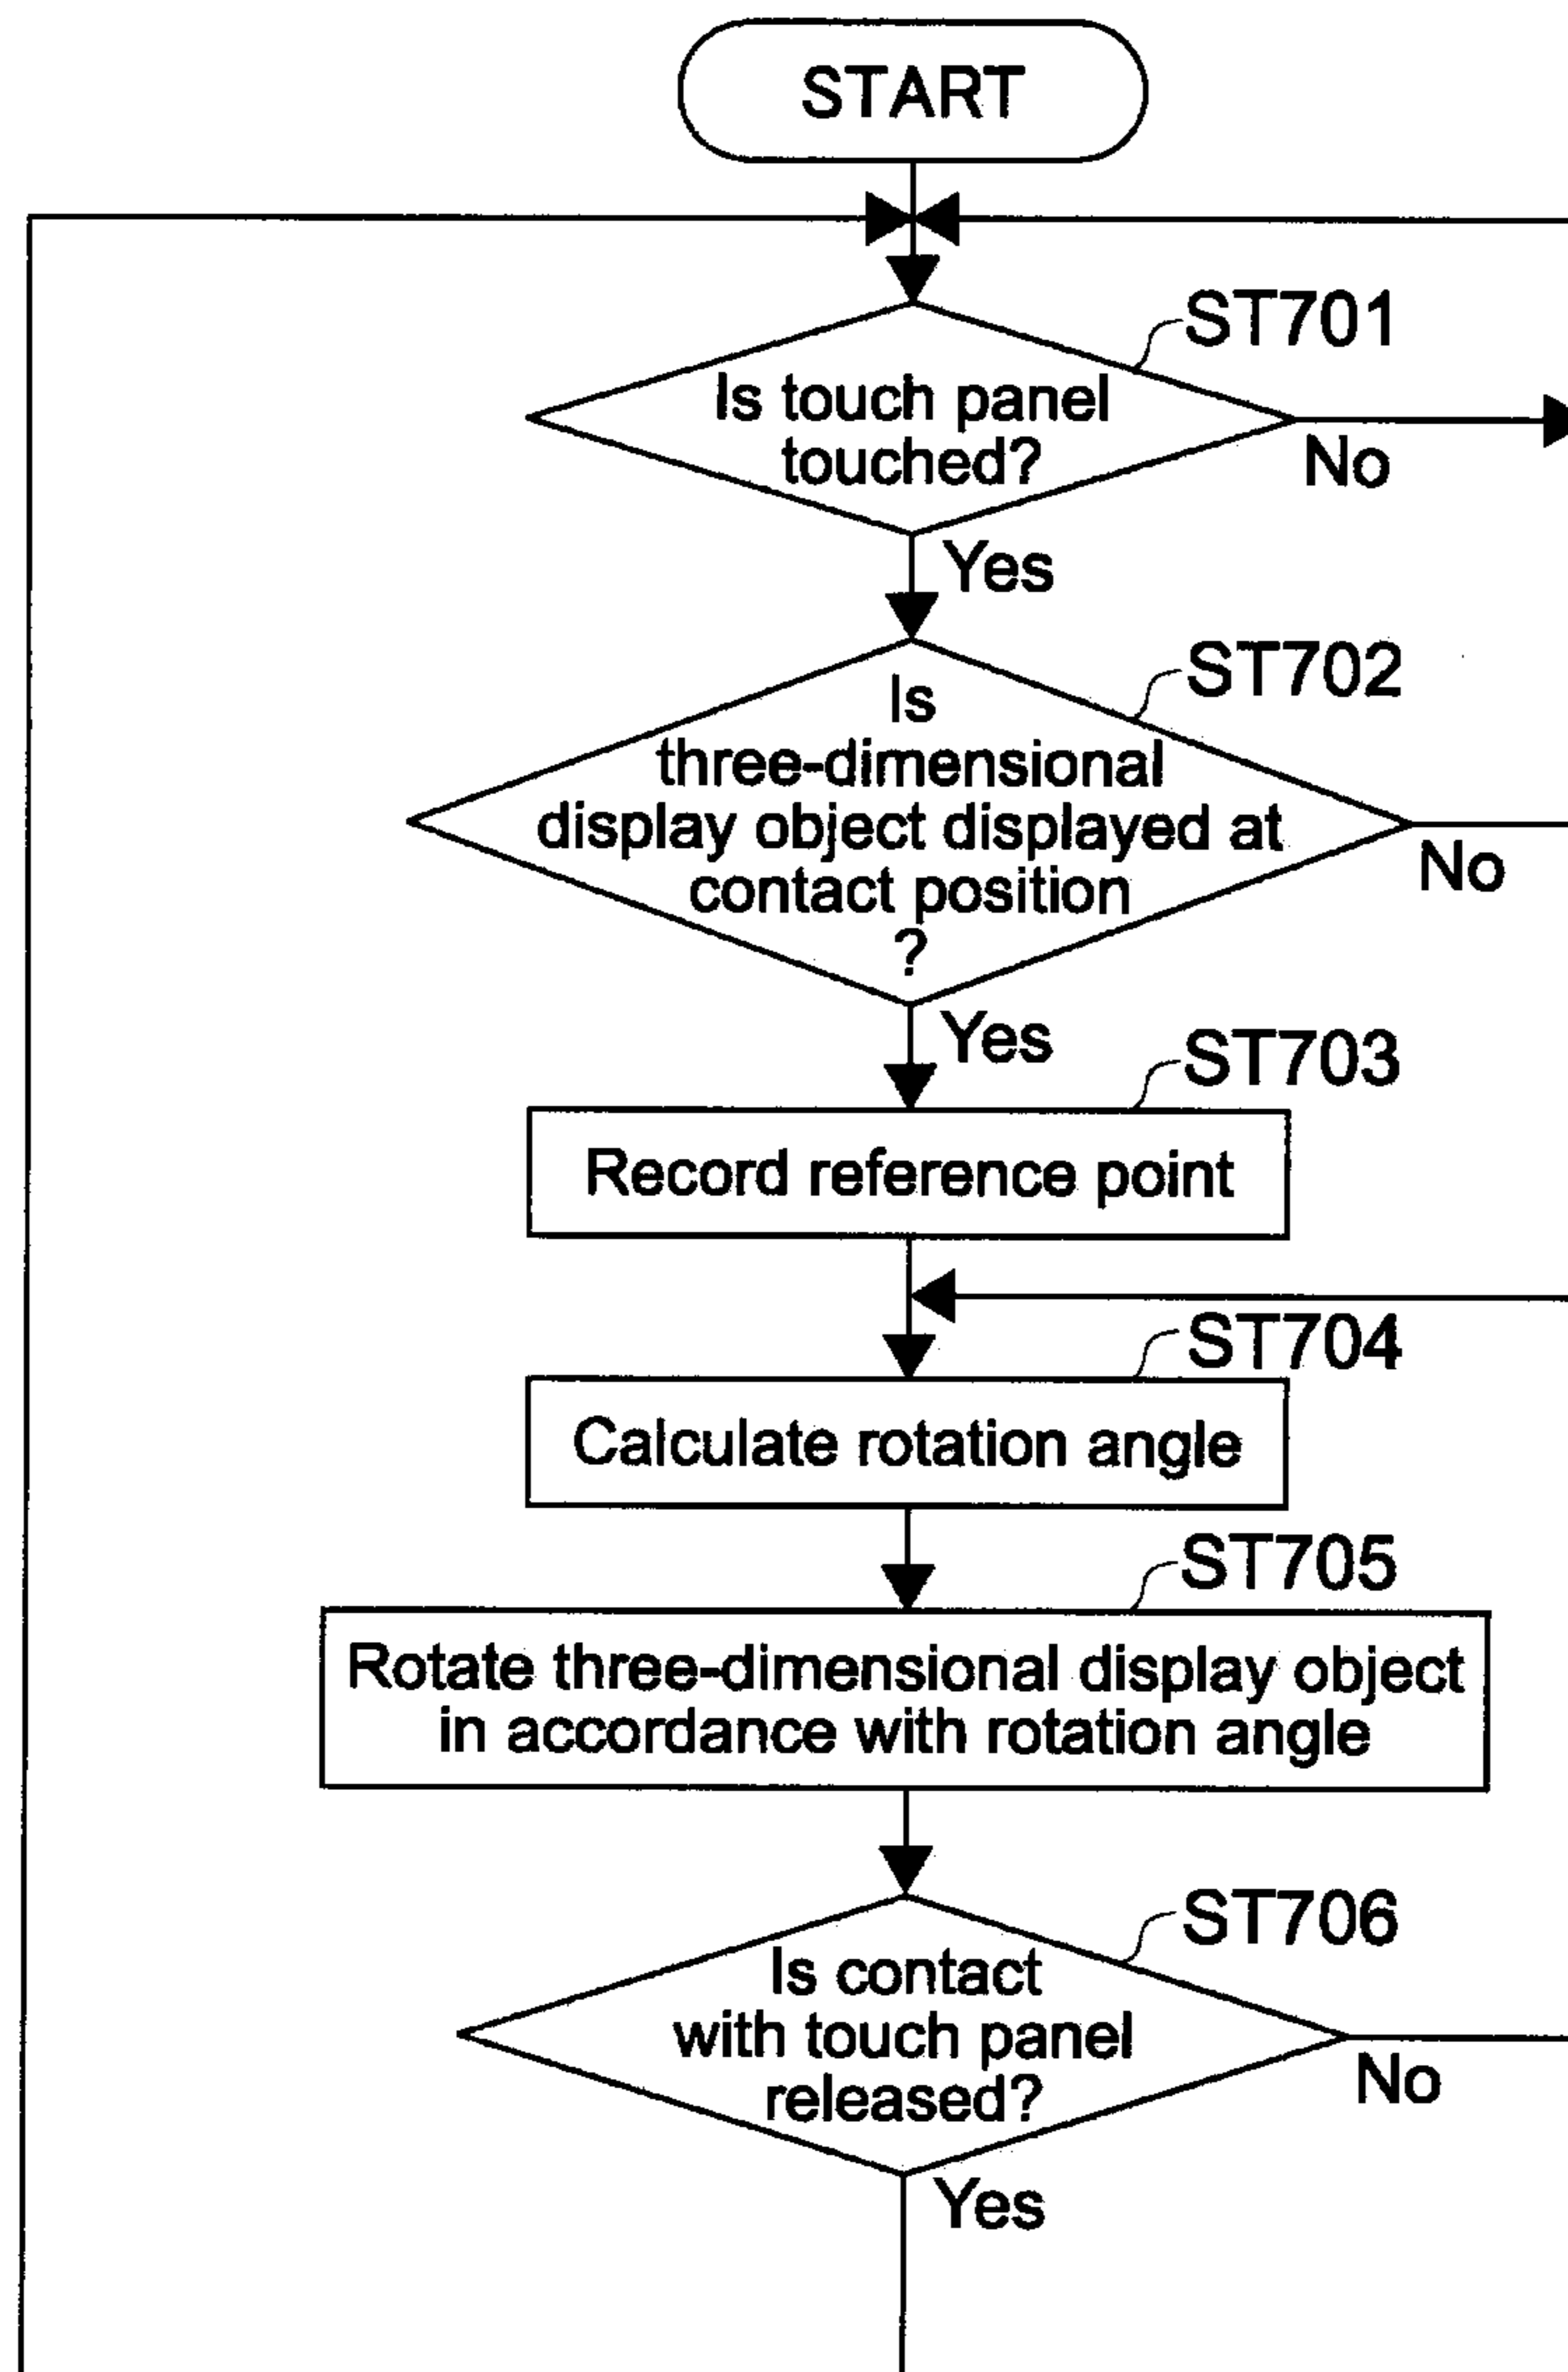 START
ST701
Is touch panel
touched?
No
Yes
ST702
Is
three-dimensional
display object displayed at
contact position
?
No
Yes
ST703
Record reference point
ST704
Calculate rotation angle
ST705
Rotate three-dimensional display object
in accordance with rotation angle
ST706
Is contact
with touch panel
released?
No
Yes